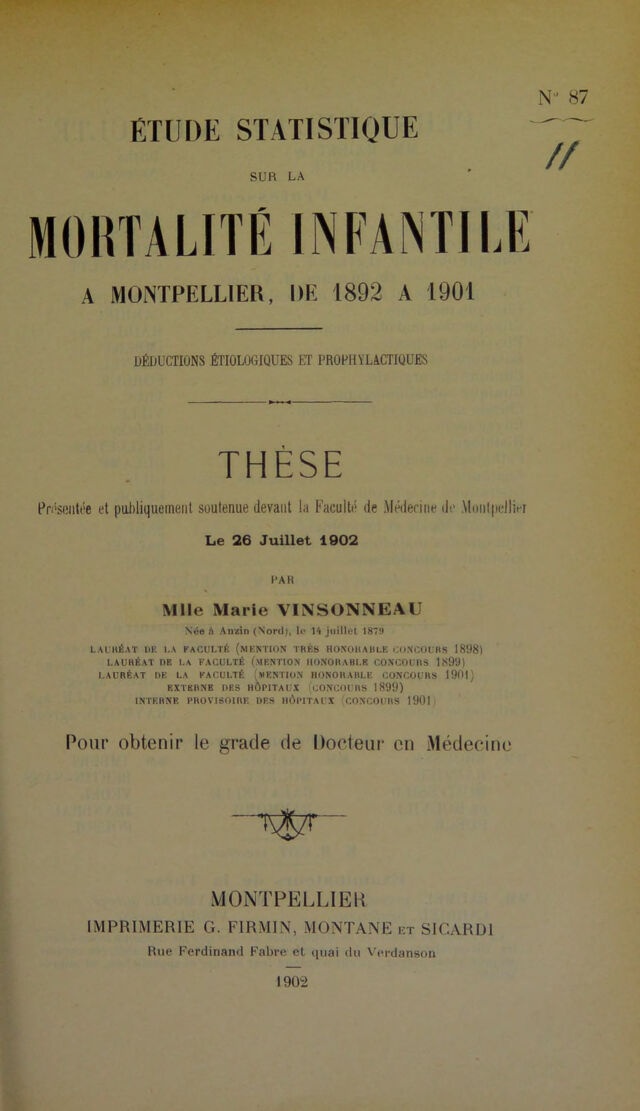 N° 87
11
ÉTUDE STATISTIQUE
SUR LA
MORTALITÉ INFANTILE
A MONTPELLIER, DE 1892 A 1901
DÉDUCTIONS ÉTIOLOGIQUES ET PROPHYLACTIQUES
THÈSE
Présentée et publiquement soutenue devant la Faculté de Médecine de Montpellier
Le 26 Juillet 1902
PAR
Mlle Marie VINSONNEAU
Née à Anzin (Nord), le 14 juillet 1879
LAURÉAT DE LA FACULTÉ (MENTION TRÈS HONORABLE CONCOURS 1898)
LAURÉAT DE LA FACULTÉ (MENTION HONORABLE CONCOURS 1899)
LAURÉAT DE LA FACULTÉ (MENTION HONORABLE CONCOURS 1901)
EXTERNE DES HÔPITAUX (CONCOURS 1899)
INTERNE PROVISOIRE DES HÔPITAUX (CONCOURS 1901)
Pour obtenir le grade de Docteur en Médecine
MONTPELLIER
IMPRIMERIE G. FIRMIN, MONTANE ET SICARDI
Rue Ferdinand Fabre et quai du Verdanson
1902